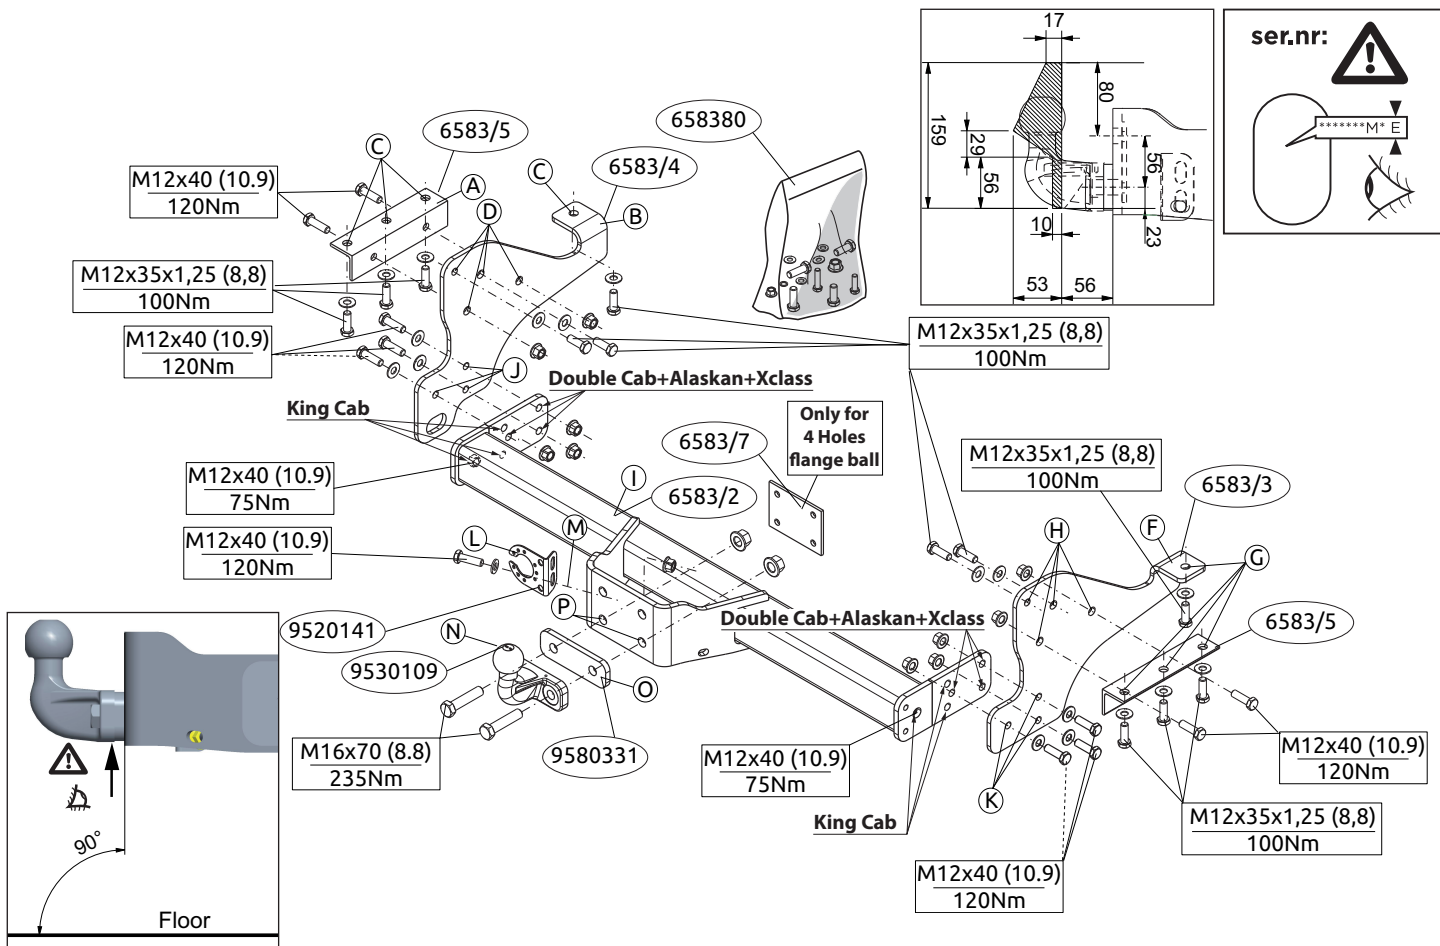 17
80
159
29
56
56
10
23
53
56
ser.nr:
*******M* E
6583/5
658380
C
6583/4
M12x40 (10.9)
120Nm
A
C
D
B
M12x35x1,25 (8,8)
100Nm
M12x40 (10.9)
120Nm
M12x35x1,25 (8,8)
100Nm
J
Double Cab+Alaskan+Xclass
King Cab
Only for
4 Holes
flange ball
6583/7
M12x35x1,25 (8,8)
100Nm
M12x40 (10.9)
75Nm
I
6583/2
6583/3
F
M
L
H
G
M12x40 (10.9)
120Nm
P
Double Cab+Alaskan+Xclass
6583/5
9520141
N
9530109
O
M16x70 (8.8)
235Nm
9580331
M12x40 (10.9)
75Nm
M12x40 (10.9)
120Nm
K
King Cab
M12x35x1,25 (8,8)
100Nm
M12x40 (10.9)
120Nm
90°
Floor